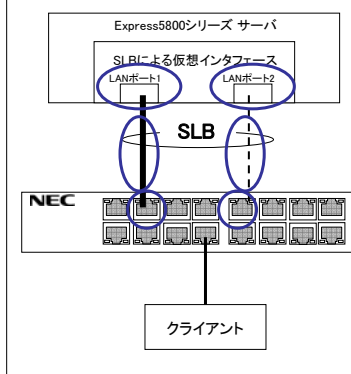 Express5800シリーズ サーバ
SLBによる仮想インタフェース
LANポート1
LANポート2
SLB
NEC
クライアント